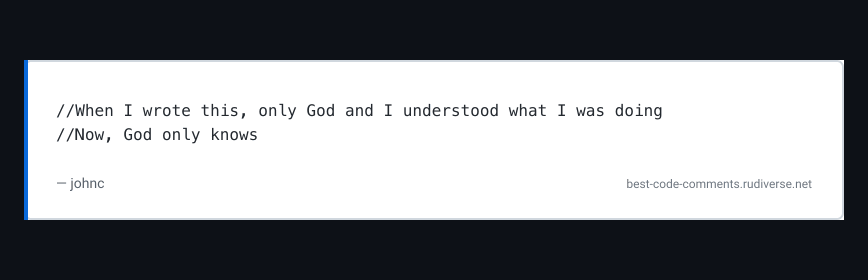 //When I wrote this, only God and I understood what I was doing
//Now, God only knows
— johnc
best-code-comments.rudiverse.net